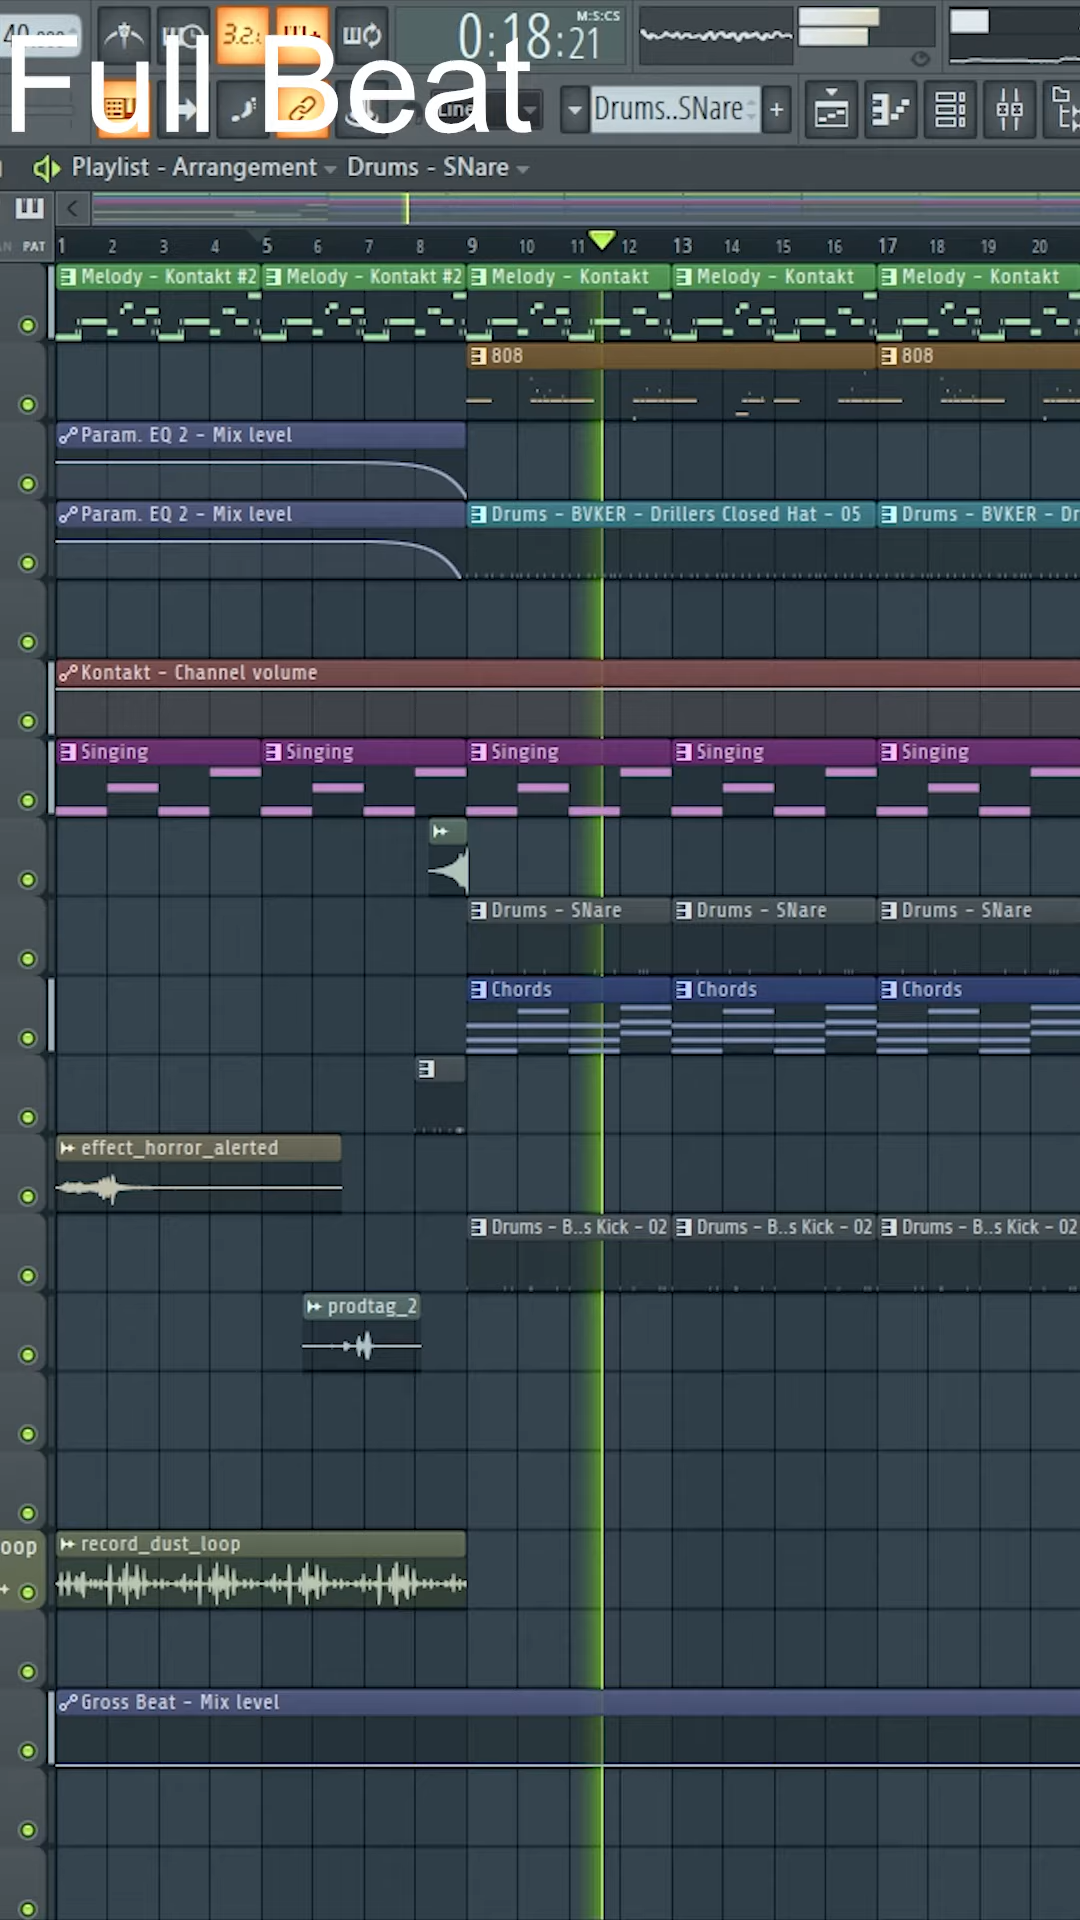 40.000
3.2.
0:18:21
M:S:CS
Full Beat
Line
Drums..SNare
Playlist - Arrangement Drums - SNare
PAT 1 2 3 4 5 6 7 8 9 10 11 12 13 14 15 16 17 18 19 20
Melody - Kontakt #2 Melody - Kontakt #2 Melody - Kontakt Melody - Kontakt Melody - Kontakt
808 808
Param. EQ 2 - Mix level
Param. EQ 2 - Mix level Drums - BVKER - Drillers Closed Hat - 05 Drums - BVKER - Dr
Kontakt - Channel volume
Singing Singing Singing Singing Singing
Drums - SNare Drums - SNare Drums - SNare
Chords Chords Chords
effect_horror_alerted
Drums - B..s Kick - 02 Drums - B..s Kick - 02 Drums - B..s Kick - 02
prodtag_2
oop record_dust_loop
Gross Beat - Mix level